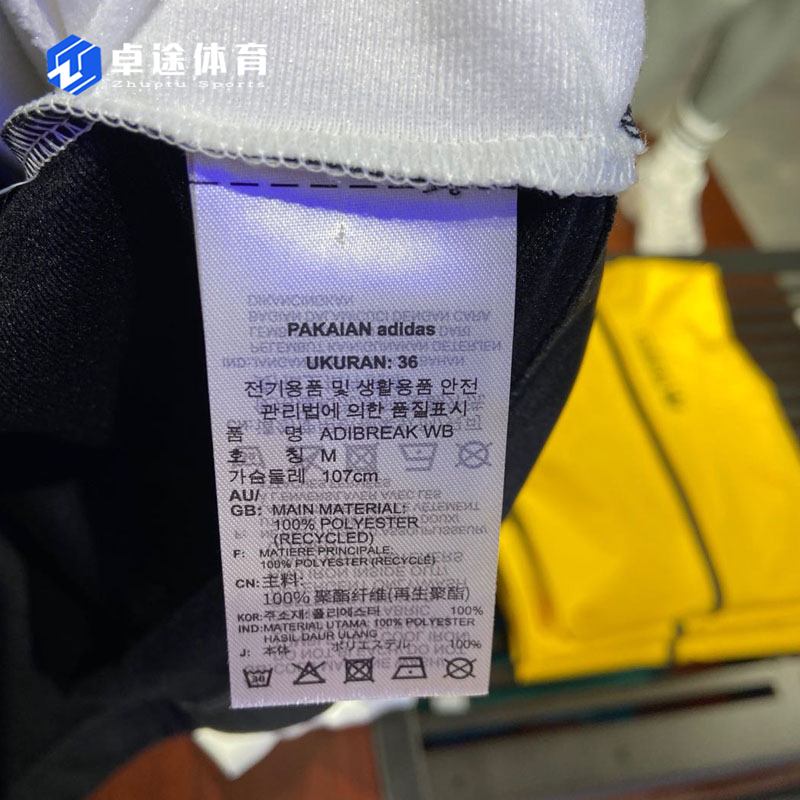 卓途体育
Zhuotu Sports
PAKAIAN adidas
UKURAN: 36
전기용품 및 생활용품 안전
관리법에 의한 품질표시
품 명 ADIBREAK WB
호 칭 M
가슴둘레 107cm
AU/
GB: MAIN MATERIAL:
100% POLYESTER
(RECYCLED)
F: MATIERE PRINCIPALE:
100% POLYESTER (RECYCLÉ)
CN: 主料:
100% 聚酯纤维(再生聚酯)
KOR: 주소재: 폴리에스터 100%
IND: MATERIAL UTAMA: 100% POLYESTER
HASIL DAUR ULANG
J: 本体 ポリエステル 100%
30